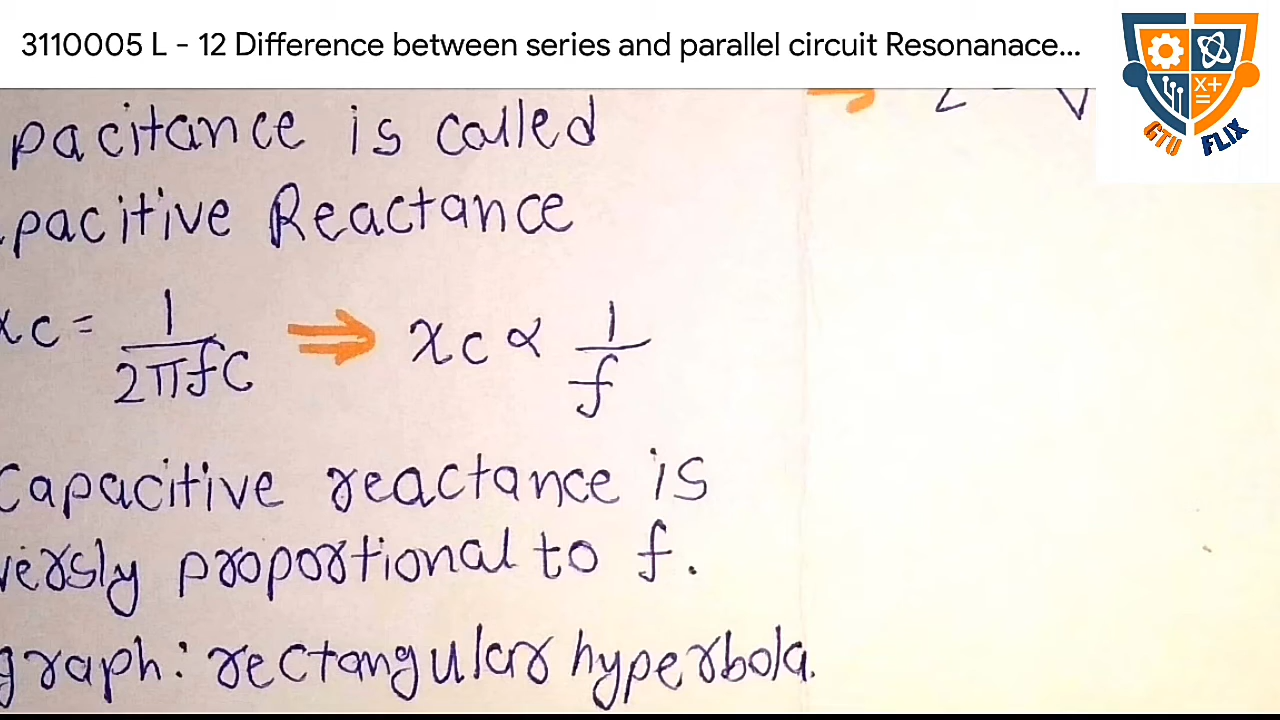 3110005 L - 12 Difference between series and parallel circuit Resonanace...
x+
=
GTU FLIX
pacitance is called
pacitive Reactance
xc = 1/2πfC ⇒ xc ∝ 1/f
Capacitive reactance is
versly proportional to f.
graph: rectangular hyperbola.